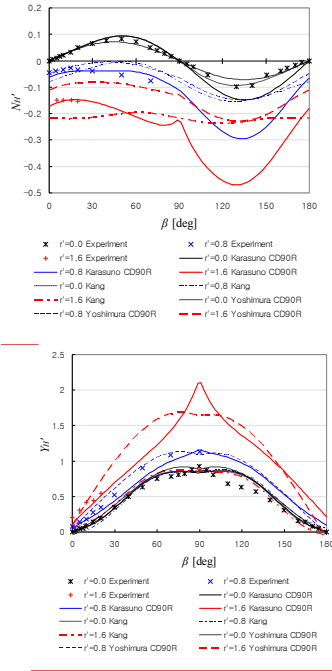 0.2
0.1
0
−0.1
−0.2
−0.3
−0.4
−0.5
N_H'
0 30 60 90 120 150 180
β [deg]
r'=0.0 Experiment r'=0.8 Experiment
r'=1.6 Experiment r'=0.0 Karasuno CD90R
r'=0.8 Karasuno CD90R r'=1.6 Karasuno CD90R
r'=0.0 Kang r'=0.8 Kang
r'=1.6 Kang r'=0.0 Yoshimura CD90R
r'=0.8 Yoshimura CD90R r'=1.6 Yoshimura CD90R
2.5
2
1.5
1
0.5
0
Y_H'
0 30 60 90 120 150 180
β [deg]
r'=0.0 Experiment r'=0.8 Experiment
r'=1.6 Experiment r'=0.0 Karasuno CD90R
r'=0.8 Karasuno CD90R r'=1.6 Karasuno CD90R
r'=0.0 Kang r'=0.8 Kang
r'=1.6 Kang r'=0.0 Yoshimura CD90R
r'=0.8 Yoshimura CD90R r'=1.6 Yoshimura CD90R